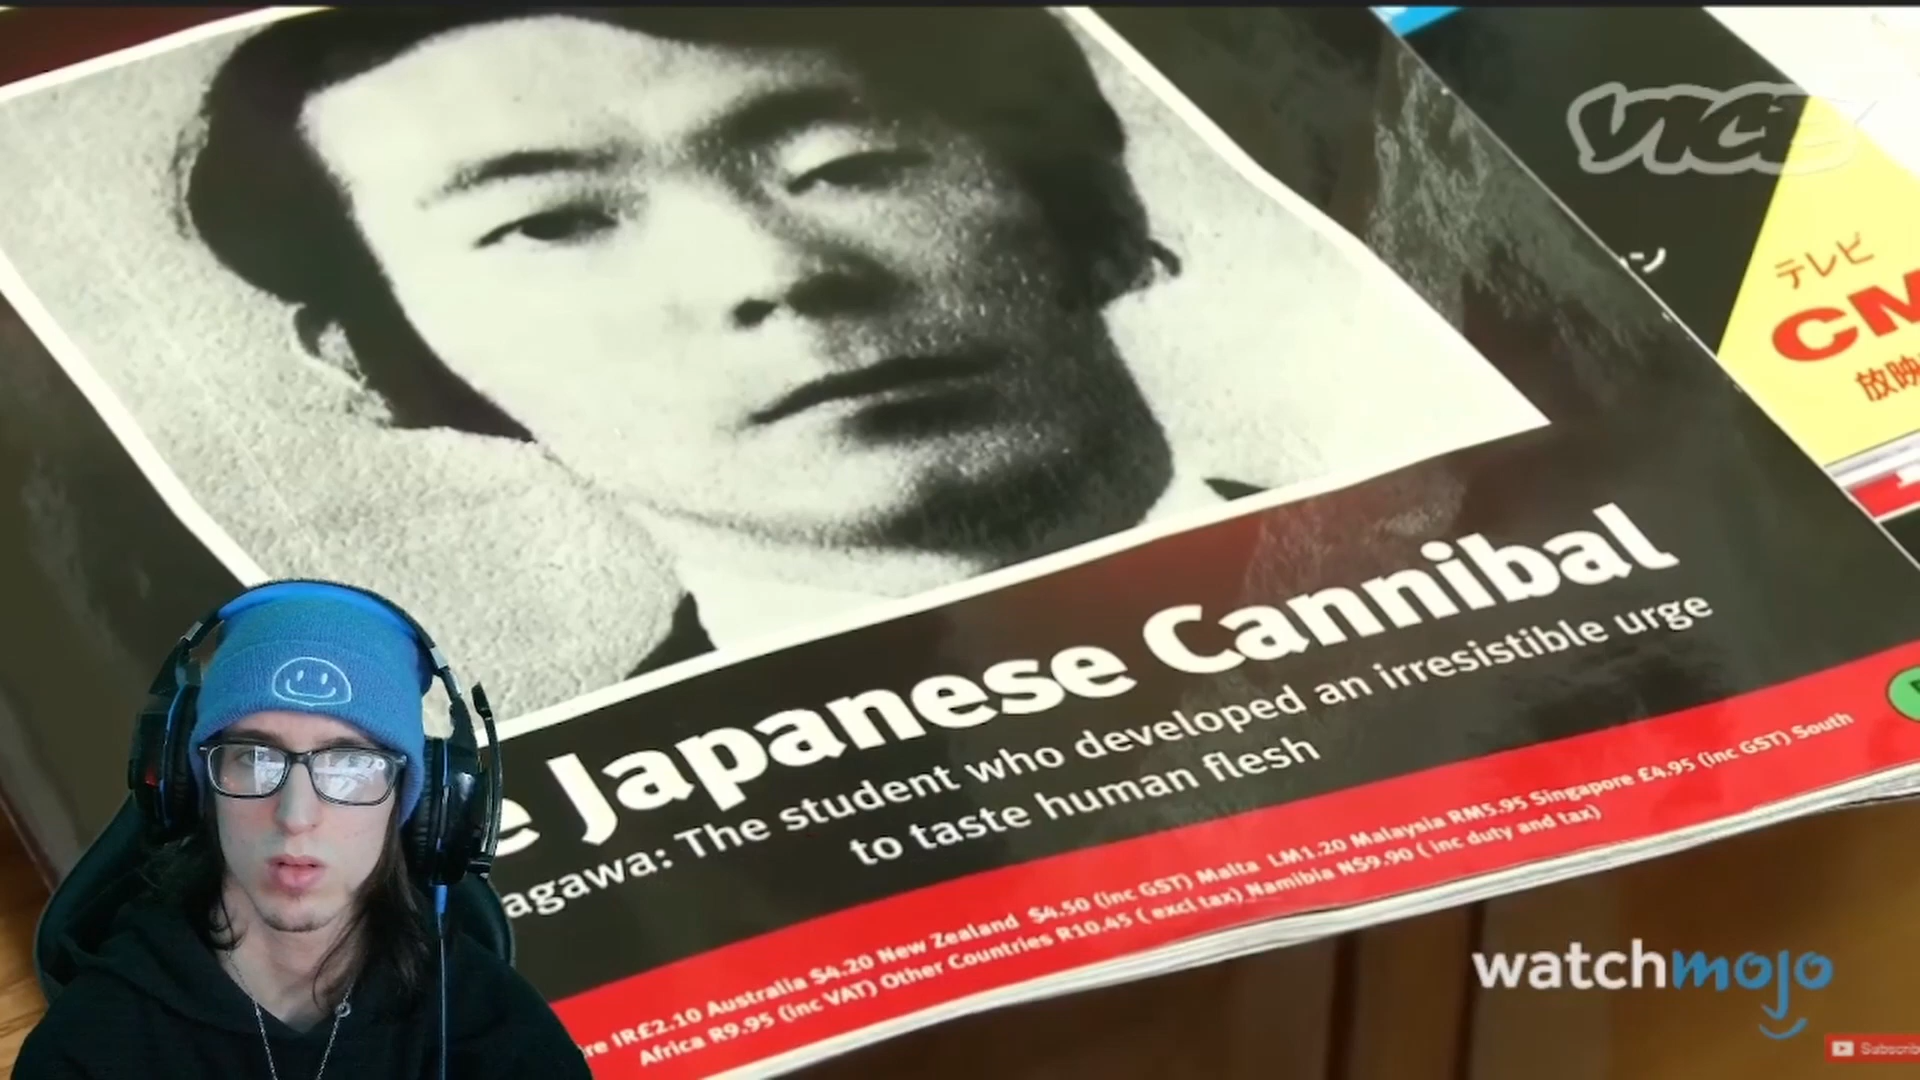 VICE
テレビ
CM
放映
e Japanese Cannibal
agawa: The student who developed an irresistible urge
to taste human flesh
re IR£2.10 Australia $4.20 New Zealand $4.50 (inc GST) Malta LM1.20 Malaysia RM5.95 Singapore £4.95 (inc GST) South
Africa R9.95 (inc VAT) Other Countries R10.45 ( excl tax) Namibia N$9.90 ( inc duty and tax)
watchmojo
Subscribe